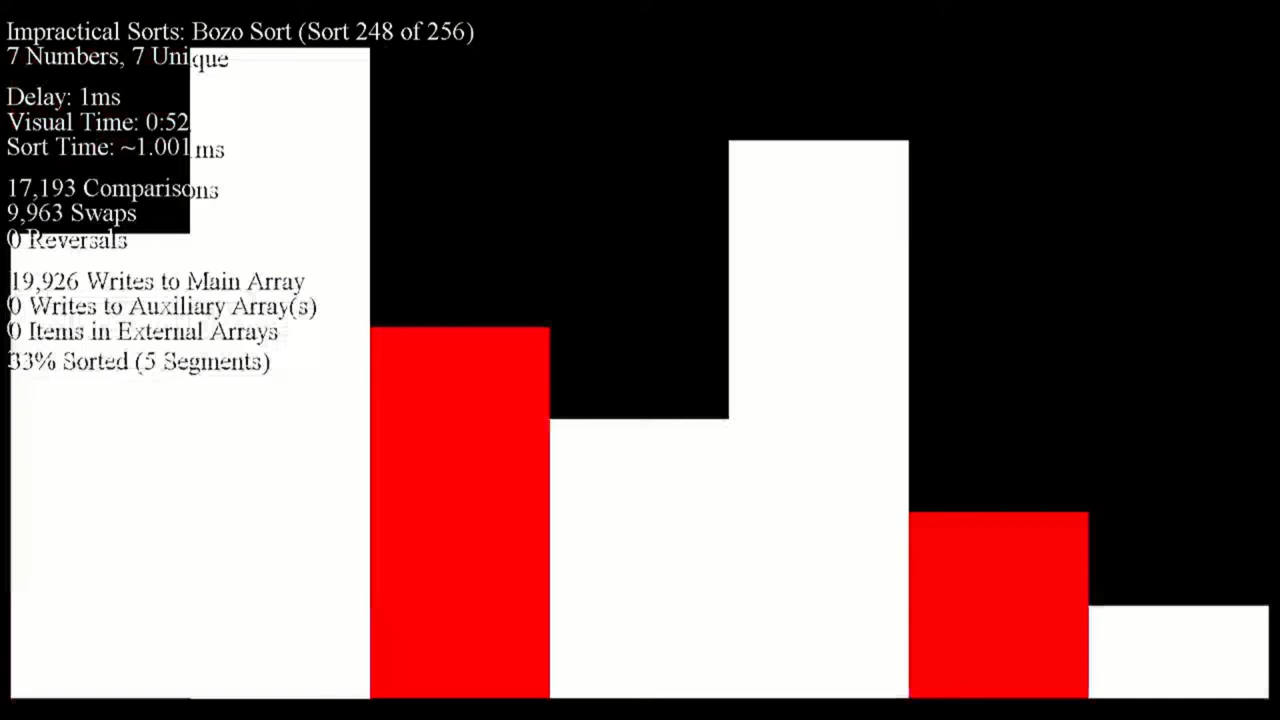 Impractical Sorts: Bozo Sort (Sort 248 of 256)
7 Numbers, 7 Unique
Delay: 1ms
Visual Time: 0:52
Sort Time: ~1.001ms
17,193 Comparisons
9,963 Swaps
0 Reversals
19,926 Writes to Main Array
0 Writes to Auxiliary Array(s)
0 Items in External Arrays
33% Sorted (5 Segments)